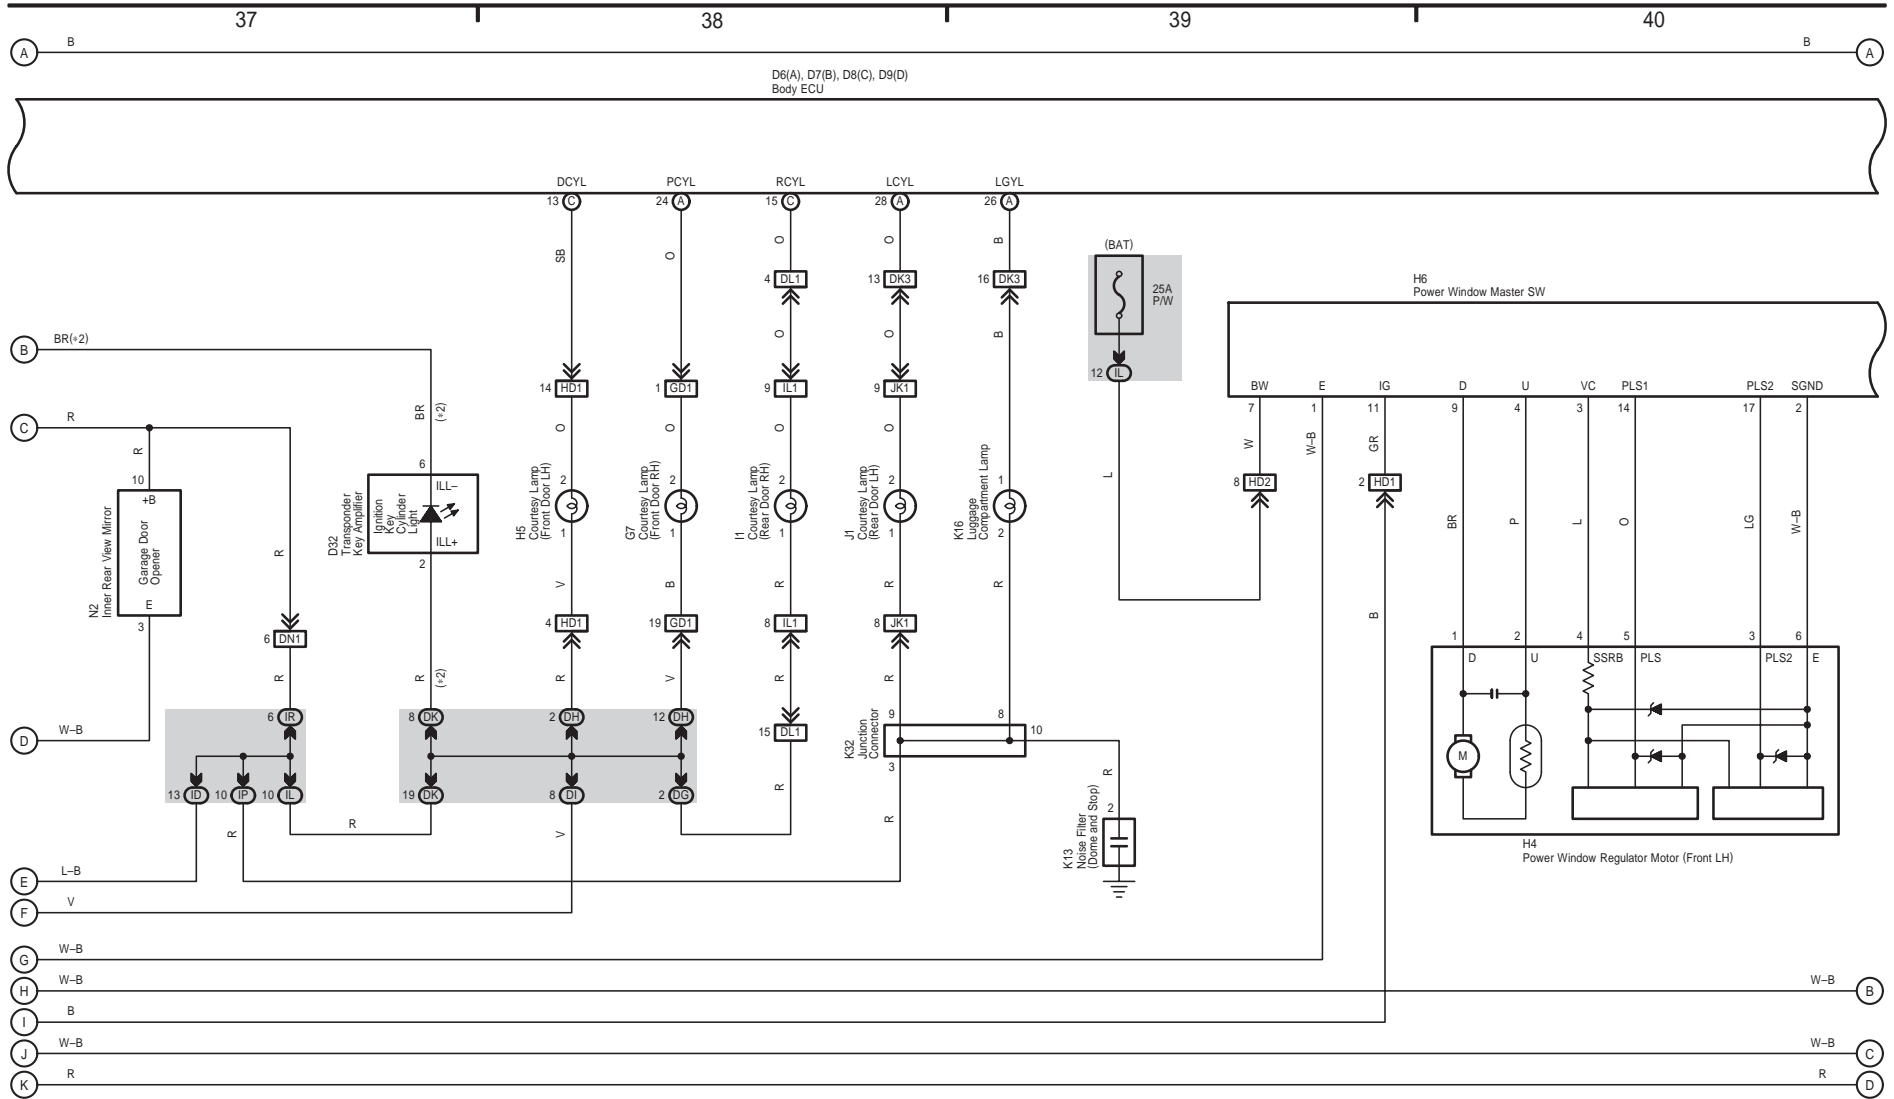 37
38
39
40
A
B
B
A
D6(A), D7(B), D8(C), D9(D)
Body ECU
DCYL
PCYL
RCYL
LCYL
LGYL
13 C
24 A
15 C
28 A
26 A
SB
O
O
O
B
4 DL1
13 DK3
16 DK3
O
O
B
(BAT)
25A
P/W
12 IL
H6
Power Window Master SW
BW
E
IG
D
U
VC
PLS1
PLS2
SGND
7
1
11
9
4
3
14
17
2
B
BR(*2)
14 HD1
1 GD1
9 IL1
9 JK1
BR
(*2)
O
O
O
O
C
R
R
R
W
W–B
GR
8 HD2
2 HD1
L
B
BR
P
L
O
LG
W–B
10
+B
Garage Door
Opener
E
3
N2
Inner Rear View Mirror
6
ILL–
Ignition
Key
Cylinder
Light
ILL+
2
D32
Transponder
Key Amplifier
2
1
H5
Courtesy Lamp
(Front Door LH)
2
1
G7
Courtesy Lamp
(Front Door RH)
2
1
I1
Courtesy Lamp
(Rear Door RH)
2
1
J1
Courtesy Lamp
(Rear Door LH)
1
2
K16
Luggage
Compartment Lamp
V
B
R
R
R
6 DN1
4 HD1
19 GD1
8 IL1
8 JK1
R
R
(*2)
R
V
R
R
D
W–B
6 IR
8 DK
2 DH
12 DH
15 DL1
13 ID
10 IP
10 IL
19 DK
8 DI
2 DG
9
8
10
3
K32
Junction
Connector
R
R
R
V
R
R
2
K13
Noise Filter
(Dome and Stop)
1
2
4
5
3
6
D
U
SSRB
PLS
PLS2
E
M
H4
Power Window Regulator Motor (Front LH)
E
L–B
F
V
G
W–B
H
W–B
W–B
B
I
B
J
W–B
W–B
C
K
R
R
D